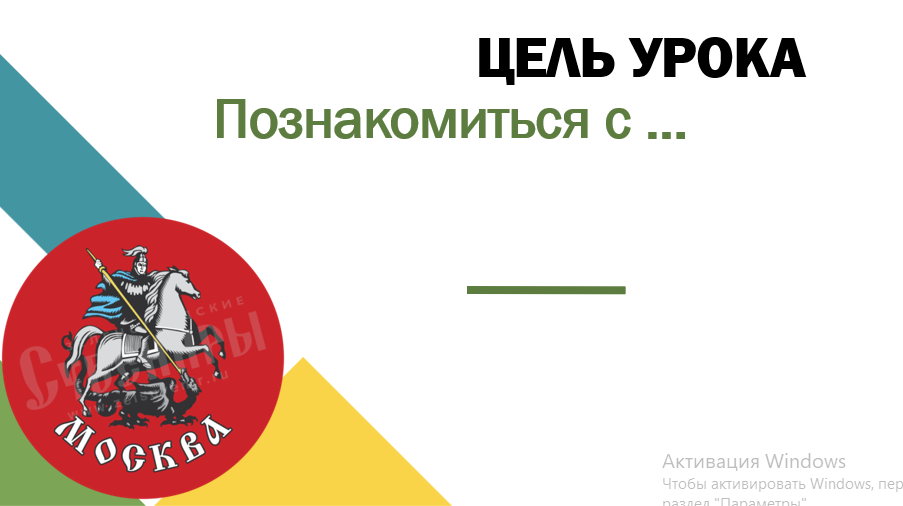 ЦЕЛЬ УРОКА
Познакомиться с ...
МОСКВА
Активация Windows
Чтобы активировать Windows, пер
раздел "Параметры"